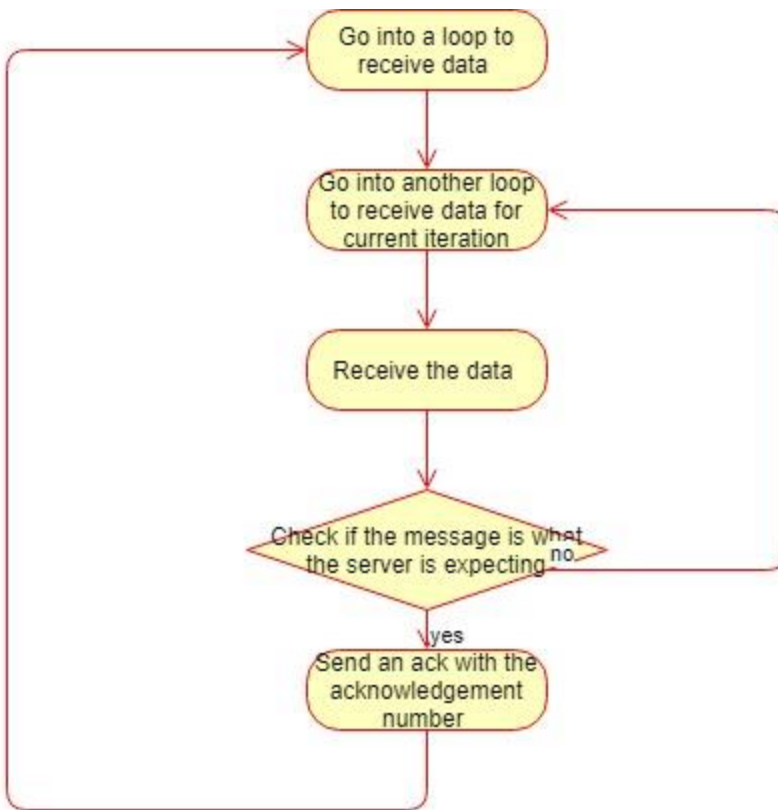 Go into a loop to
receive data
Go into another loop
to receive data for
current iteration
Receive the data
Check if the message is what
the server is expecting
no
yes
Send an ack with the
acknowledgement
number